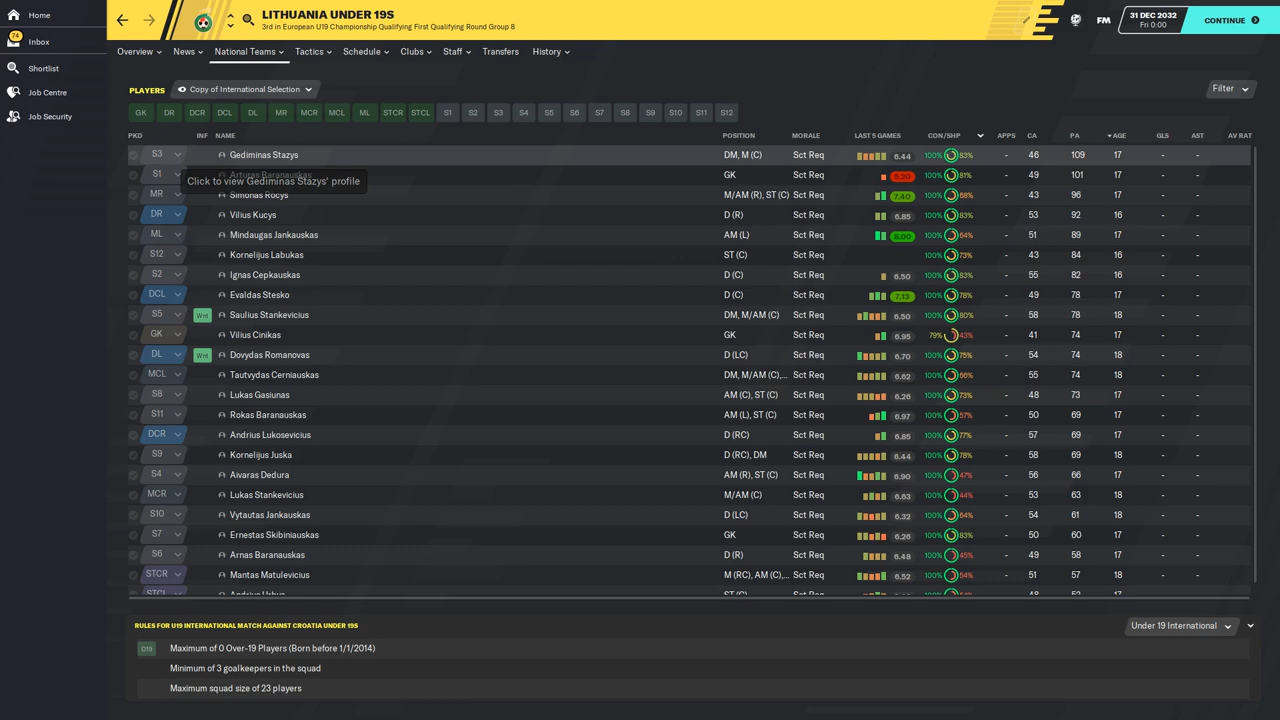 Home
74
Inbox
Shortlist
Job Centre
Job Security
LITHUANIA UNDER 19S
3rd in European U19 Championship Qualifying First Qualifying Round Group 8
FM
31 DEC 2032
Fri 0:00
CONTINUE
Overview News National Teams Tactics Schedule Clubs Staff Transfers History
PLAYERS Copy of International Selection Filter
GK DR DCR DCL DL MR MCR MCL ML STCR STCL S1 S2 S3 S4 S5 S6 S7 S8 S9 S10 S11 S12
PKD INF NAME POSITION MORALE LAST 5 GAMES CON/SHP APPS CA PA AGE GLS AST AV RAT
S3 Gediminas Stazys DM, M (C) Sct Req 6.44 100% 83% - 46 109 17 - -
S1 Arturas Baranauskas GK Sct Req 5.20 100% 81% - 49 101 17 - -
Click to view Gediminas Stazys' profile
MR Simonas Rocys M/AM (R), ST (C) Sct Req 7.40 100% 68% - 43 96 17 - -
DR Vilius Kucys D (R) Sct Req 6.85 100% 83% - 53 92 16 - -
ML Mindaugas Jankauskas AM (L) Sct Req 8.00 100% 64% - 51 89 17 - -
S12 Kornelijus Labukas ST (C) Sct Req 100% 73% - 43 84 16 - -
S2 Ignas Cepkauskas D (C) Sct Req 6.50 100% 83% - 55 82 16 - -
DCL Evaldas Stesko D (C) Sct Req 7.13 100% 78% - 49 78 17 - -
S5 Wnt Saulius Stankevicius DM, M/AM (C) Sct Req 6.50 100% 80% - 58 78 18 - -
GK Vilius Cinikas GK Sct Req 6.95 79% 43% - 41 74 17 - -
DL Wnt Dovydas Romanovas D (LC) Sct Req 6.70 100% 75% - 54 74 18 - -
MCL Tautvydas Cerniauskas DM, M/AM (C),... Sct Req 6.62 100% 66% - 55 74 18 - -
S8 Lukas Gasiunas AM (C), ST (C) Sct Req 6.26 100% 73% - 48 73 17 - -
S11 Rokas Baranauskas AM (L), ST (C) Sct Req 6.97 100% 57% - 50 69 17 - -
DCR Andrius Lukosevicius D (RC) Sct Req 6.85 100% 77% - 57 69 17 - -
S9 Kornelijus Juska D (RC), DM Sct Req 6.44 100% 78% - 58 69 18 - -
S4 Aivaras Dedura AM (R), ST (C) Sct Req 6.90 100% 47% - 56 66 17 - -
MCR Lukas Stankevicius M/AM (C) Sct Req 6.63 100% 44% - 53 63 18 - -
S10 Vytautas Jankauskas D (LC) Sct Req 6.32 100% 64% - 54 61 18 - -
S7 Ernestas Skibiniauskas GK Sct Req 6.26 100% 83% - 50 60 17 - -
S6 Arnas Baranauskas D (R) Sct Req 6.48 100% 45% - 49 58 17 - -
STCR Mantas Matulevicius M (RC), AM (C),... Sct Req 6.52 100% 54% - 51 57 18 - -
STCL
RULES FOR U19 INTERNATIONAL MATCH AGAINST CROATIA UNDER 19S Under 19 International
O19 Maximum of 0 Over-19 Players (Born before 1/1/2014)
Minimum of 3 goalkeepers in the squad
Maximum squad size of 23 players